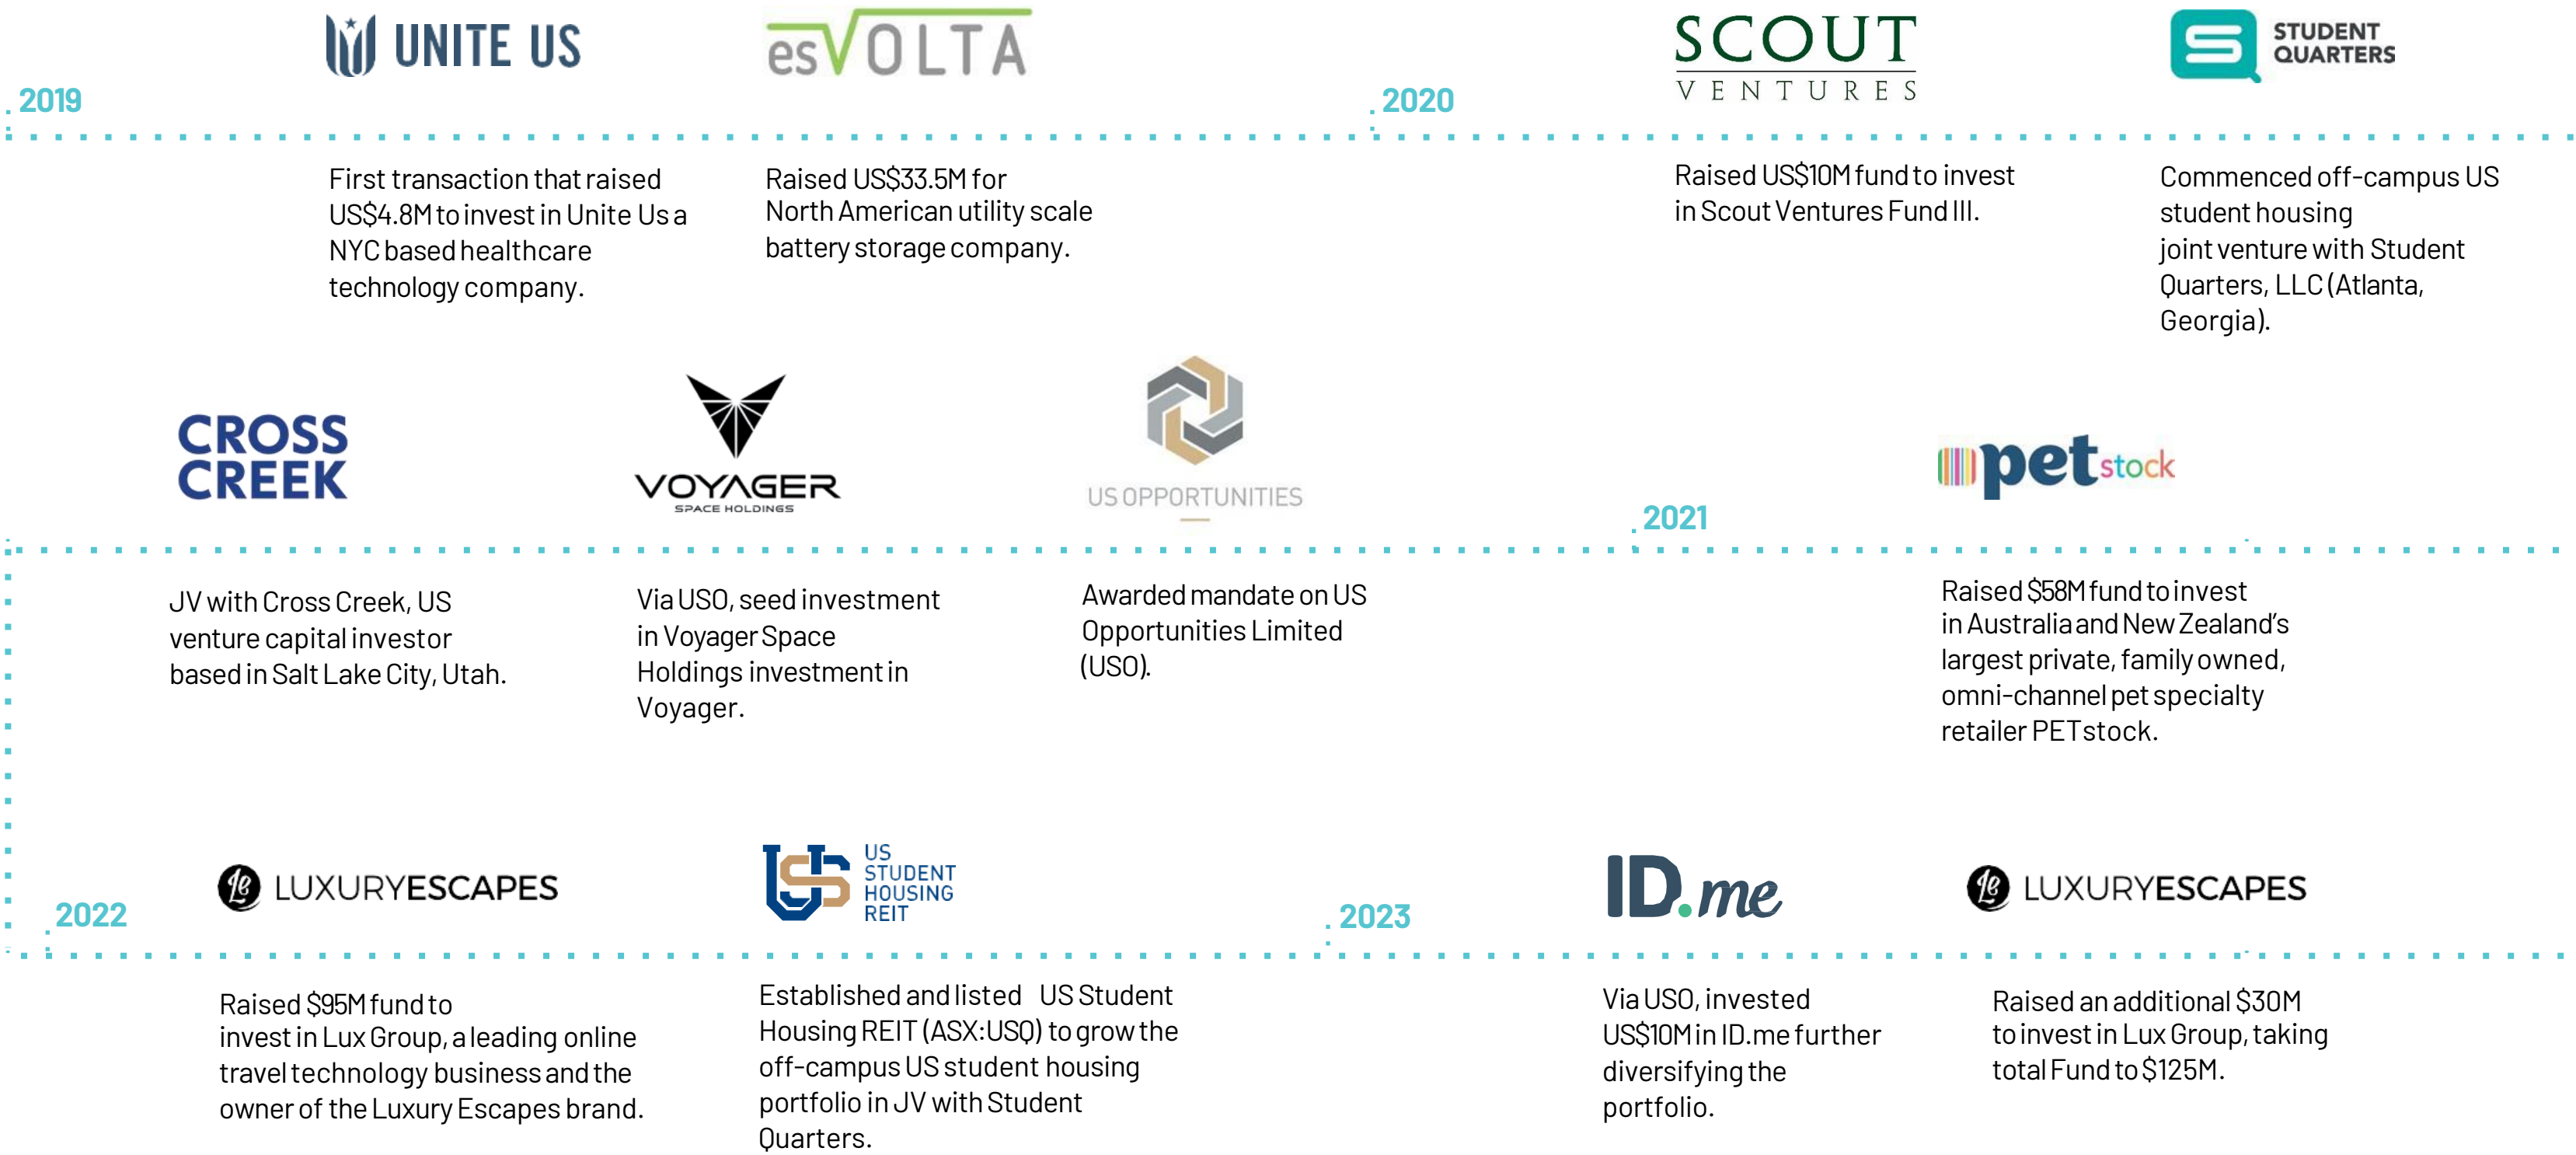 UNITE US
esVOLTA
SCOUT
VENTURES
STUDENT
QUARTERS
2019
2020
First transaction that raised
US$4.8M to invest in Unite Us a
NYC based healthcare
technology company.
Raised US$33.5M for
North American utility scale
battery storage company.
Raised US$10M fund to invest
in Scout Ventures Fund III.
Commenced off-campus US
student housing
joint venture with Student
Quarters, LLC (Atlanta,
Georgia).
CROSS
CREEK
VOYAGER
SPACE HOLDINGS
US OPPORTUNITIES
2021
petstock
JV with Cross Creek, US
venture capital investor
based in Salt Lake City, Utah.
Via USO, seed investment
in Voyager Space
Holdings investment in
Voyager.
Awarded mandate on US
Opportunities Limited
(USO).
Raised $58M fund to invest
in Australia and New Zealand's
largest private, family owned,
omni-channel pet specialty
retailer PETstock.
2022
le LUXURYESCAPES
US
US
STUDENT
HOUSING
REIT
2023
ID.me
le LUXURYESCAPES
Raised $95M fund to
invest in Lux Group, a leading online
travel technology business and the
owner of the Luxury Escapes brand.
Established and listed US Student
Housing REIT (ASX:USQ) to grow the
off-campus US student housing
portfolio in JV with Student
Quarters.
Via USO, invested
US$10M in ID.me further
diversifying the
portfolio.
Raised an additional $30M
to invest in Lux Group, taking
total Fund to $125M.